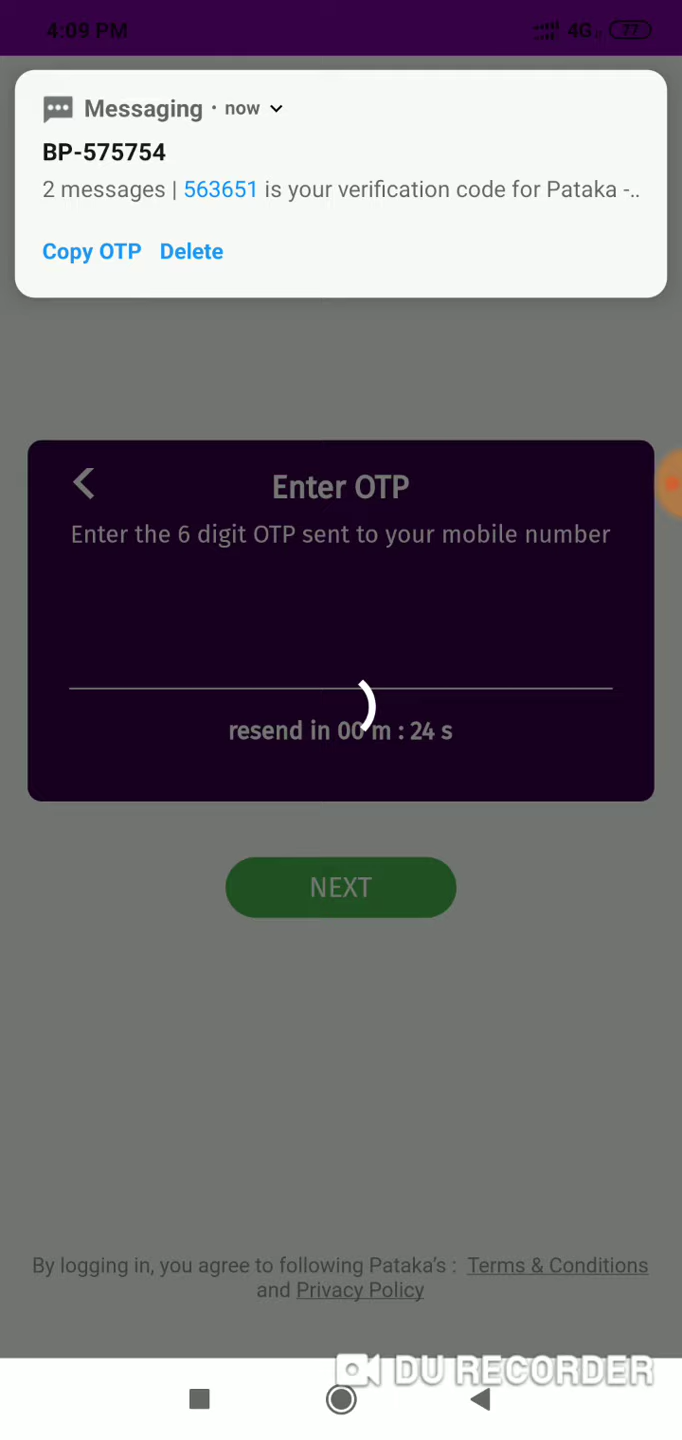 4:09 PM 4G 77
Messaging · now
BP-575754
2 messages | 563651 is your verification code for Pataka -..
Copy OTP Delete
Enter OTP
Enter the 6 digit OTP sent to your mobile number
resend in 00 m : 24 s
NEXT
By logging in, you agree to following Pataka's : Terms & Conditions
and Privacy Policy
DU RECORDER